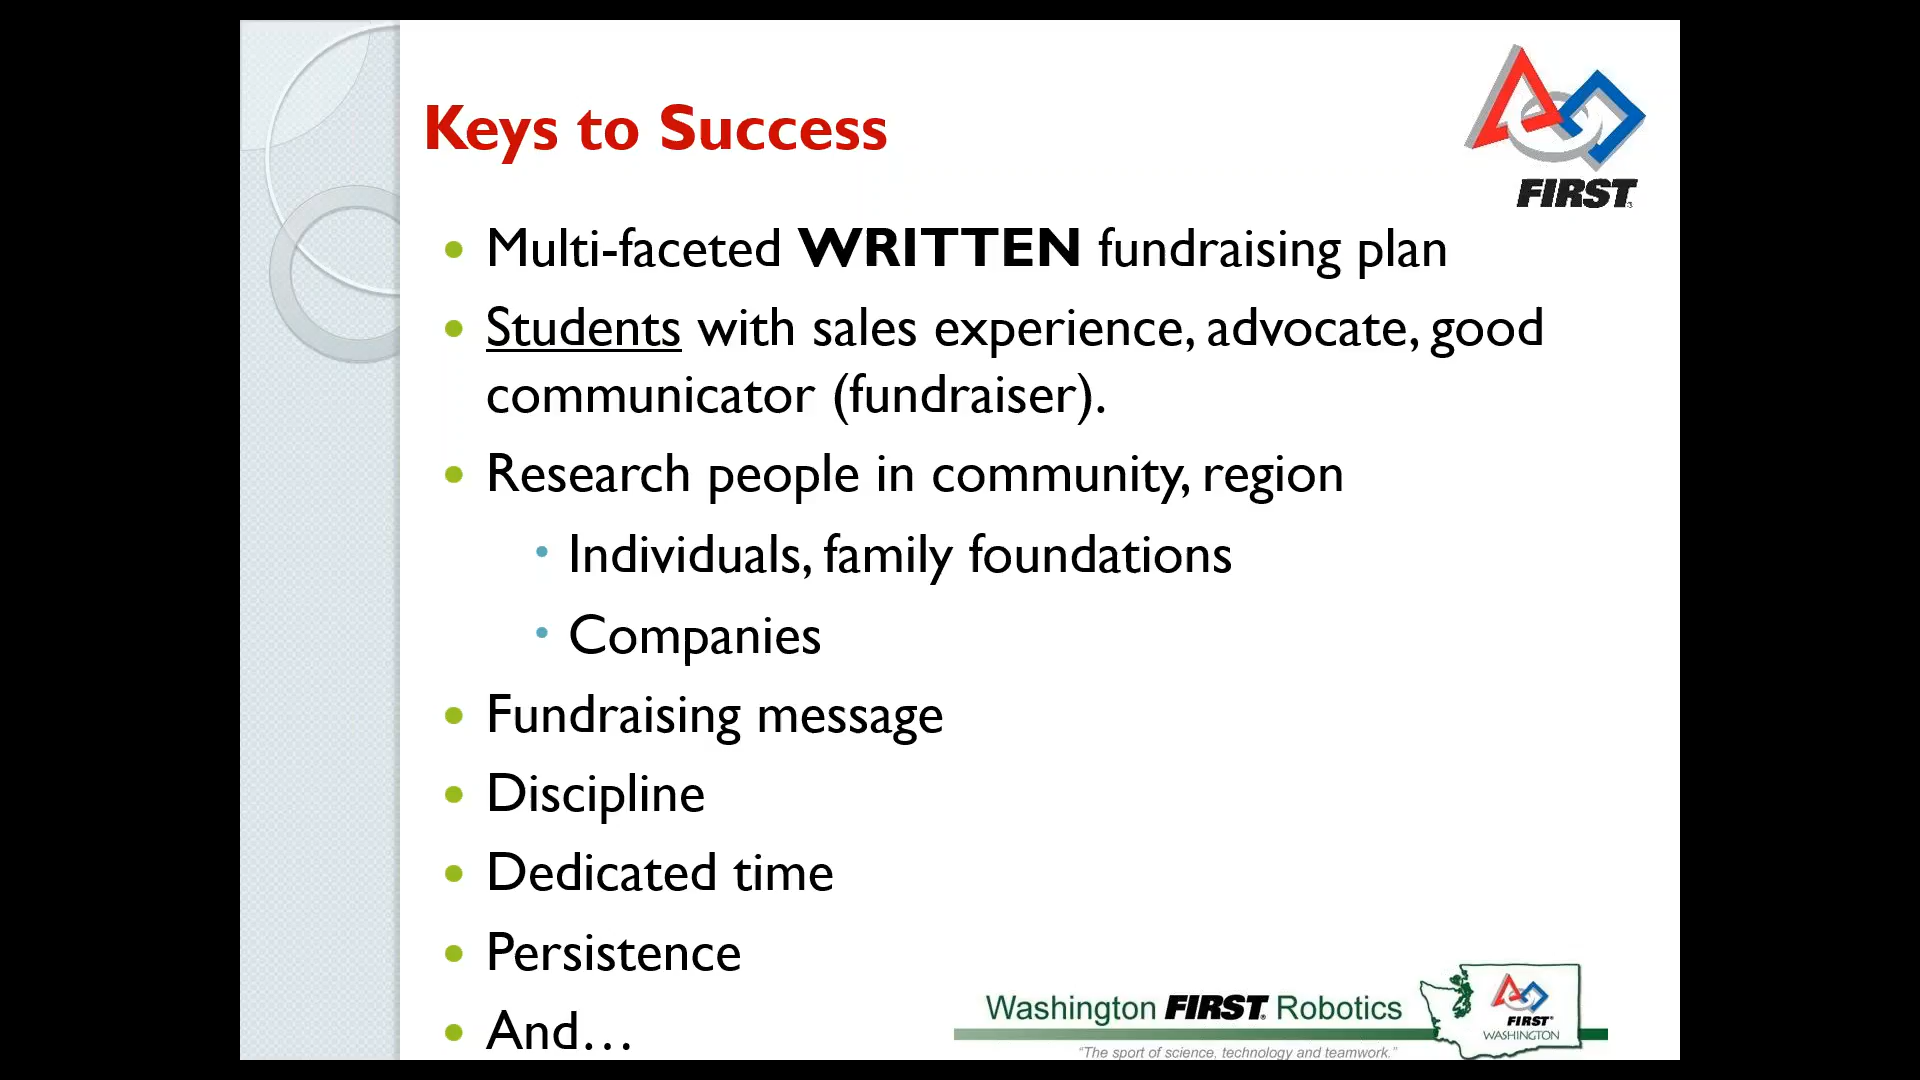 Keys to Success
FIRST
Multi-faceted WRITTEN fundraising plan
Students with sales experience, advocate, good
communicator (fundraiser).
Research people in community, region
Individuals, family foundations
Companies
Fundraising message
Discipline
Dedicated time
Persistence
And…
Washington FIRST Robotics
FIRST
WASHINGTON
"The sport of science, technology and teamwork."